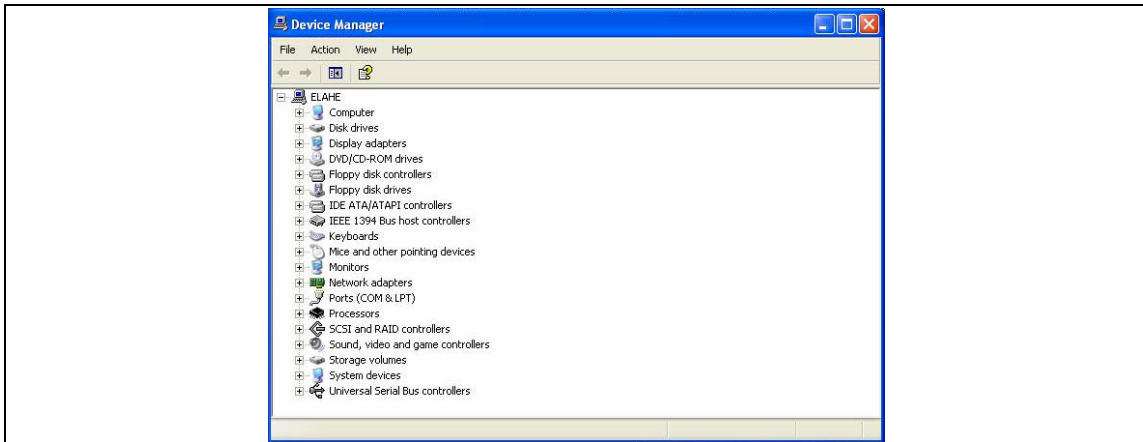 Device Manager
File Action View Help
ELAHE
Computer
Disk drives
Display adapters
DVD/CD-ROM drives
Floppy disk controllers
Floppy disk drives
IDE ATA/ATAPI controllers
IEEE 1394 Bus host controllers
Keyboards
Mice and other pointing devices
Monitors
Network adapters
Ports (COM & LPT)
Processors
SCSI and RAID controllers
Sound, video and game controllers
Storage volumes
System devices
Universal Serial Bus controllers